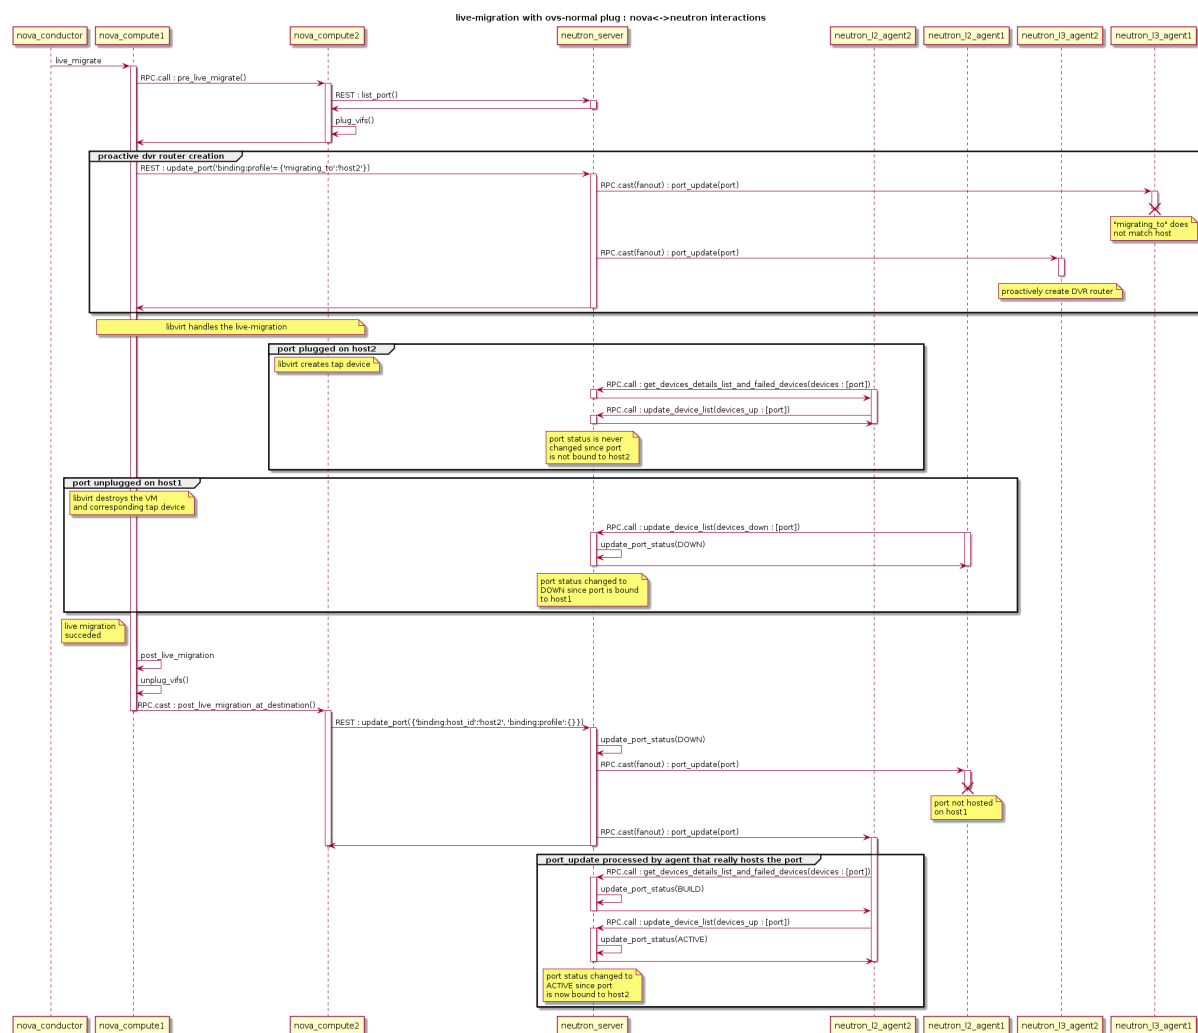 live-migration with ovs-normal plug : nova<->neutron interactions
nova_conductor
nova_compute1
nova_compute2
neutron_server
neutron_l2_agent2
neutron_l2_agent1
neutron_l3_agent2
neutron_l3_agent1
live_migrate
RPC.call : pre_live_migrate()
REST : list_port()
plug_vifs()
proactive dvr router creation
REST : update_port('binding:profile'= {'migrating_to':'host2'})
RPC.cast(fanout) : port_update(port)
"migrating_to" does
not match host
RPC.cast(fanout) : port_update(port)
proactively create DVR router
libvirt handles the live-migration
port plugged on host2
libvirt creates tap device
RPC.call : get_devices_details_list_and_failed_devices(devices : [port])
RPC.call : update_device_list(devices_up : [port])
port status is never
changed since port
is not bound to host2
port unplugged on host1
libvirt destroys the VM
and corresponding tap device
RPC.call : update_device_list(devices_down : [port])
update_port_status(DOWN)
port status changed to
DOWN since port is bound
to host1
live migration
succeded
post_live_migration
unplug_vifs()
RPC.cast : post_live_migration_at_destination()
REST : update_port({'binding:host_id':'host2', 'binding:profile':{}})
update_port_status(DOWN)
RPC.cast(fanout) : port_update(port)
port not hosted
on host1
RPC.cast(fanout) : port_update(port)
port_update processed by agent that really hosts the port
RPC.call : get_devices_details_list_and_failed_devices(devices : [port])
update_port_status(BUILD)
RPC.call : update_device_list(devices_up : [port])
update_port_status(ACTIVE)
port status changed to
ACTIVE since port
is now bound to host2
nova_conductor
nova_compute1
nova_compute2
neutron_server
neutron_l2_agent2
neutron_l2_agent1
neutron_l3_agent2
neutron_l3_agent1